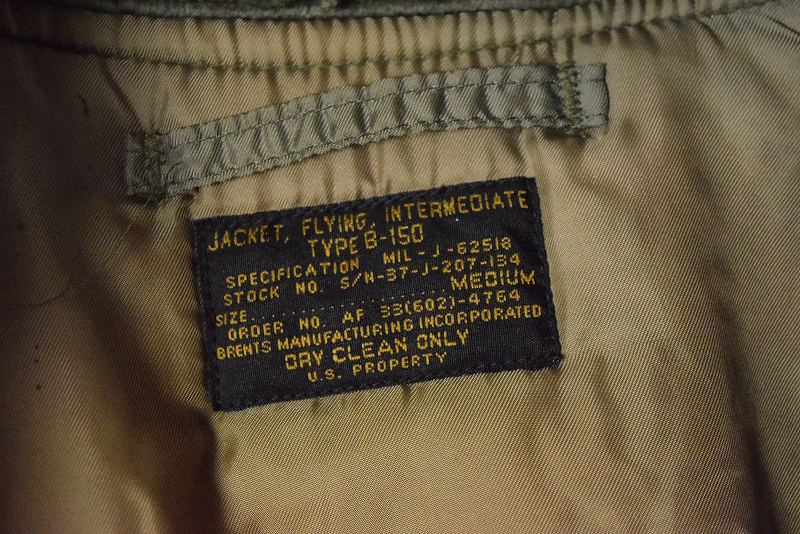 JACKET, FLYING, INTERMEDIATE
TYPE B-15D
SPECIFICATION MIL-J-6251B
STOCK NO. S/N-37-J-207-134
SIZE.....................MEDIUM
ORDER NO. AF 33(602)-4764
BRENTS MANUFACTURING INCORPORATED
DRY CLEAN ONLY
U.S. PROPERTY